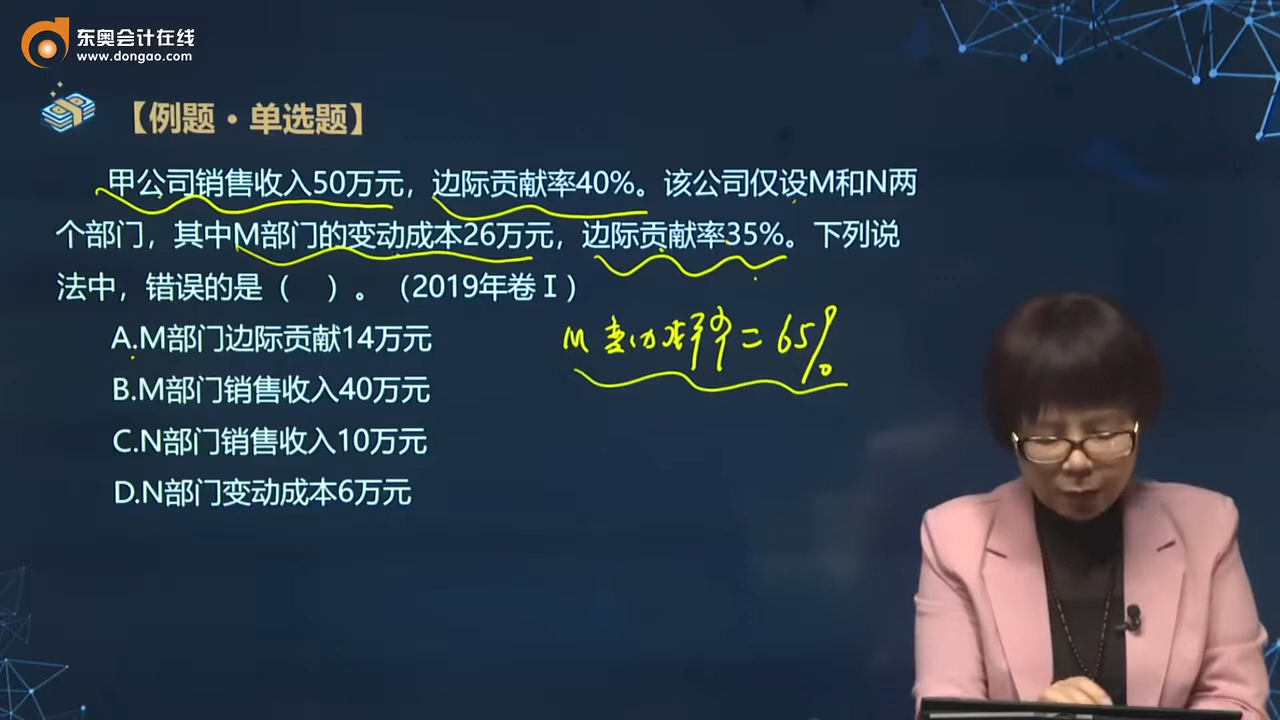 东奥会计在线
www.dongao.com
【例题·单选题】
甲公司销售收入50万元，边际贡献率40%。该公司仅设M和N两
个部门，其中M部门的变动成本26万元，边际贡献率35%。下列说
法中，错误的是（ ）。（2019年卷Ⅰ）
A.M部门边际贡献14万元
M变动成本率=65%
B.M部门销售收入40万元
C.N部门销售收入10万元
D.N部门变动成本6万元